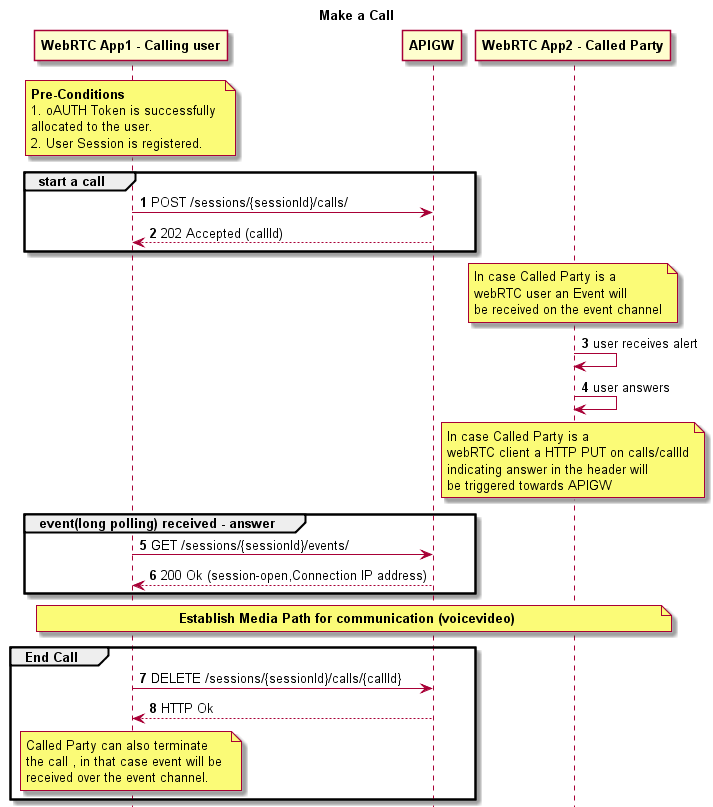 Make a Call
WebRTC App1 - Calling user
APIGW
WebRTC App2 - Called Party
Pre-Conditions
1. oAUTH Token is successfully
allocated to the user.
2. User Session is registered.
start a call
1 POST /sessions/{sessionId}/calls/
2 202 Accepted (callId)
In case Called Party is a
webRTC user an Event will
be received on the event channel
3 user receives alert
4 user answers
In case Called Party is a
webRTC client a HTTP PUT on calls/callId
indicating answer in the header will
be triggered towards APIGW
event(long polling) received - answer
5 GET /sessions/{sessionId}/events/
6 200 Ok (session-open,Connection IP address)
Establish Media Path for communication (voicevideo)
End Call
7 DELETE /sessions/{sessionId}/calls/{callId}
8 HTTP Ok
Called Party can also terminate
the call , in that case event will be
received over the event channel.